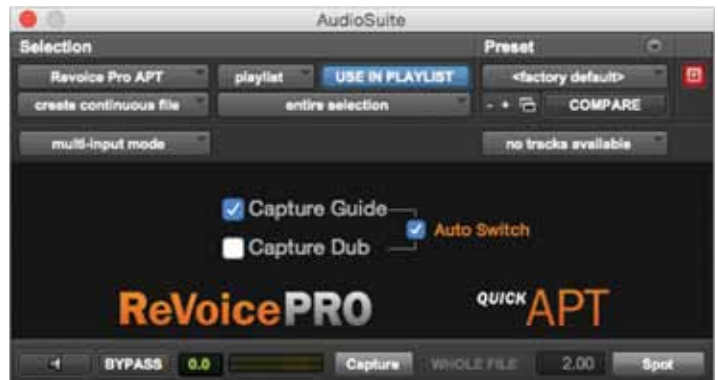 AudioSuite
Selection Preset
Revoice Pro APT playlist USE IN PLAYLIST <factory default>
create continuous file entire selection - + COMPARE
multi-input mode no tracks available
Capture Guide
Auto Switch
Capture Dub
ReVoicePRO QUICK APT
BYPASS 0.0 Capture WHOLE FILE 2.00 Spot